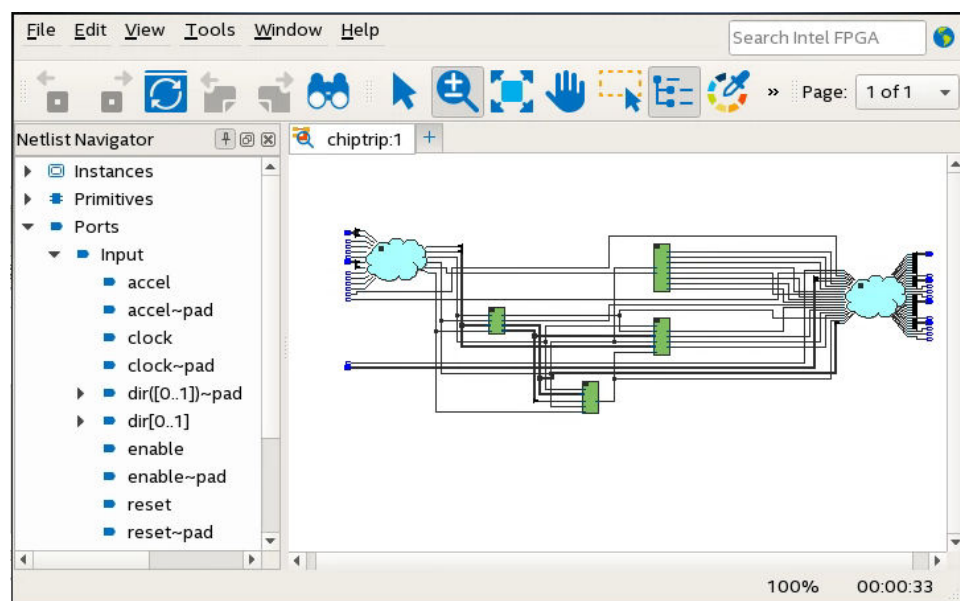 File Edit View Tools Window Help
Search Intel FPGA
» Page: 1 of 1
Netlist Navigator
chiptrip:1 +
Instances
Primitives
Ports
Input
accel
accel~pad
clock
clock~pad
dir([0..1])~pad
dir[0..1]
enable
enable~pad
reset
reset~pad
100% 00:00:33